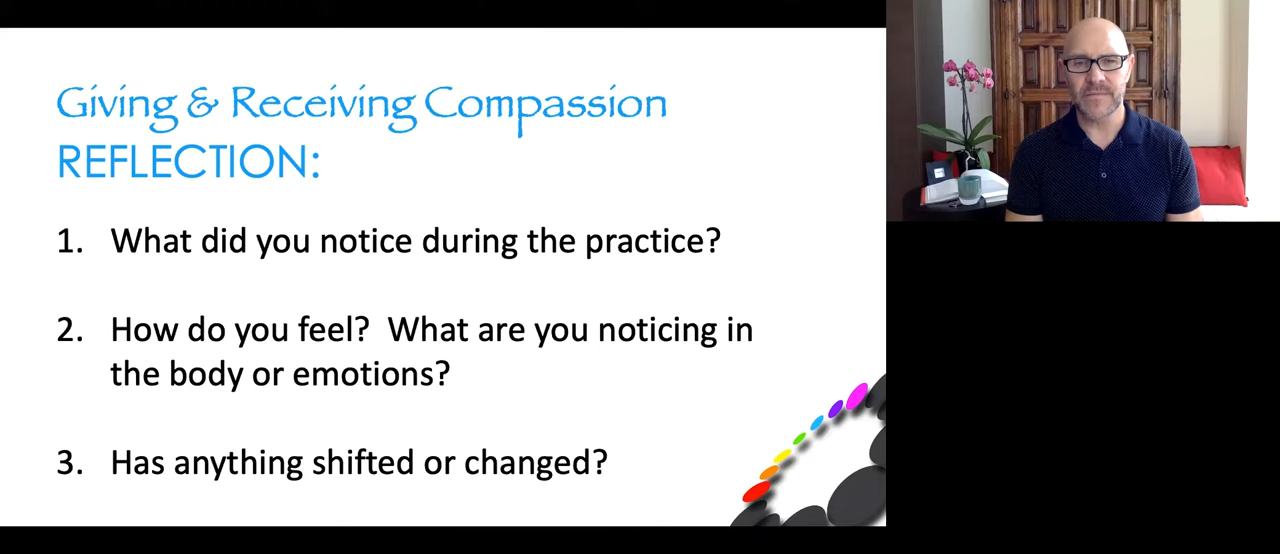 Giving & Receiving Compassion
REFLECTION:
1. What did you notice during the practice?
2. How do you feel? What are you noticing in
the body or emotions?
3. Has anything shifted or changed?